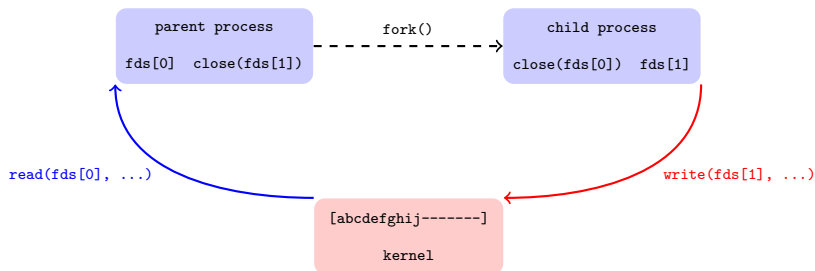 parent process
fds[0] close(fds[1])
fork()
child process
close(fds[0]) fds[1]
read(fds[0], ...)
write(fds[1], ...)
[abcdefghij-------]
kernel